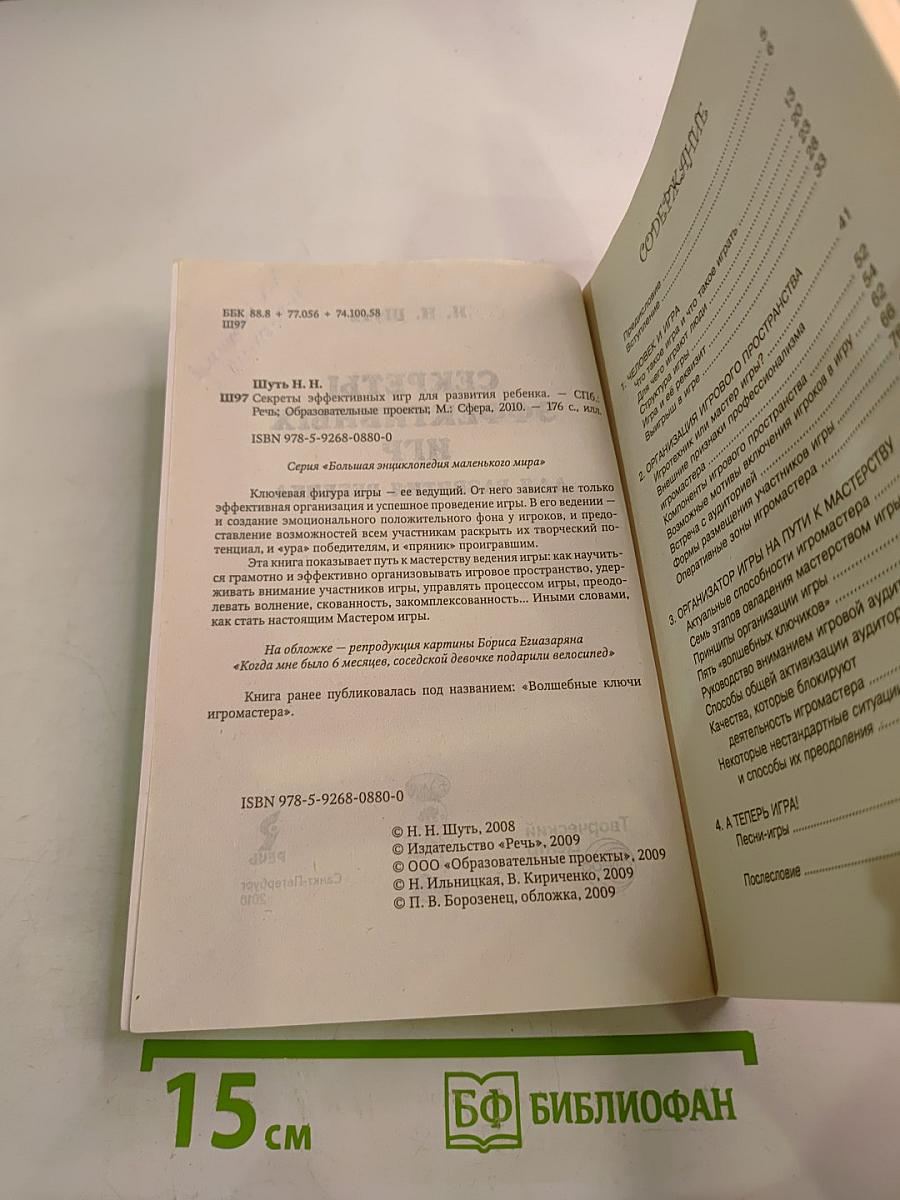 ББК 88.8 + 77.056 + 74.100.58
Ш97
Шуть Н. Н.
Ш97 Секреты эффективных игр для развития ребенка. — СПб.:
Речь; Образовательные проекты; М.: Сфера, 2010. — 176 с., илл.
ISBN 978-5-9268-0880-0
Серия «Большая энциклопедия маленького мира»
Ключевая фигура игры — ее ведущий. От него зависят не только
эффективная организация и успешное проведение игры. В его ведении —
и создание эмоционального положительного фона у игроков, и предо-
ставление возможностей всем участникам раскрыть их творческий по-
тенциал, и «ура» победителям, и «пряник» проигравшим.
Эта книга показывает путь к мастерству ведения игры: как научить-
ся грамотно и эффективно организовывать игровое пространство, удер-
живать внимание участников игры, управлять процессом игры, преодо-
левать волнение, скованность, закомплексованность... Иными словами,
как стать настоящим Мастером игры.
На обложке — репродукция картины Бориса Егиазаряна
«Когда мне было 6 месяцев, соседской девочке подарили велосипед»
Книга ранее публиковалась под названием: «Волшебные ключи
игромастера».
ISBN 978-5-9268-0880-0
© Н. Н. Шуть, 2008
© Издательство «Речь», 2009
© ООО «Образовательные проекты», 2009
© Н. Ильницкая, В. Кириченко, 2009
© П. В. Борозенец, обложка, 2009
СОДЕРЖАНИЕ
Предисловие 5
Вступление 6
1. ЧЕЛОВЕК И ИГРА
Что такое игра и что такое играть
Для чего играют люди
Структура игры
Игра и ее реквизит
Выигрыш в игре 33
2. ОРГАНИЗАЦИЯ ИГРОВОГО ПРОСТРАНСТВА
Игротехник или мастер игры? 41
Внешние признаки профессионализма
игромастера 52
Компоненты игрового пространства 54
Возможные мотивы включения игроков в игру 62
Встреча с аудиторией
Формы размещения участников игры
Оперативные зоны игромастера
3. ОРГАНИЗАТОР ИГРЫ НА ПУТИ К МАСТЕРСТВУ
Актуальные способности игромастера
Семь этапов овладения мастерством игры
Принципы организации игры
Пять «волшебных ключиков»
Руководство вниманием игровой
Способы общей активизации
Качества, которые блокируют
деятельность игромастера
Некоторые нестандартные ситуации
и способы их преодоления
4. А ТЕПЕРЬ ИГРА!
Песни-игры
Послесловие
15 см
БФ БИБЛИОФАН